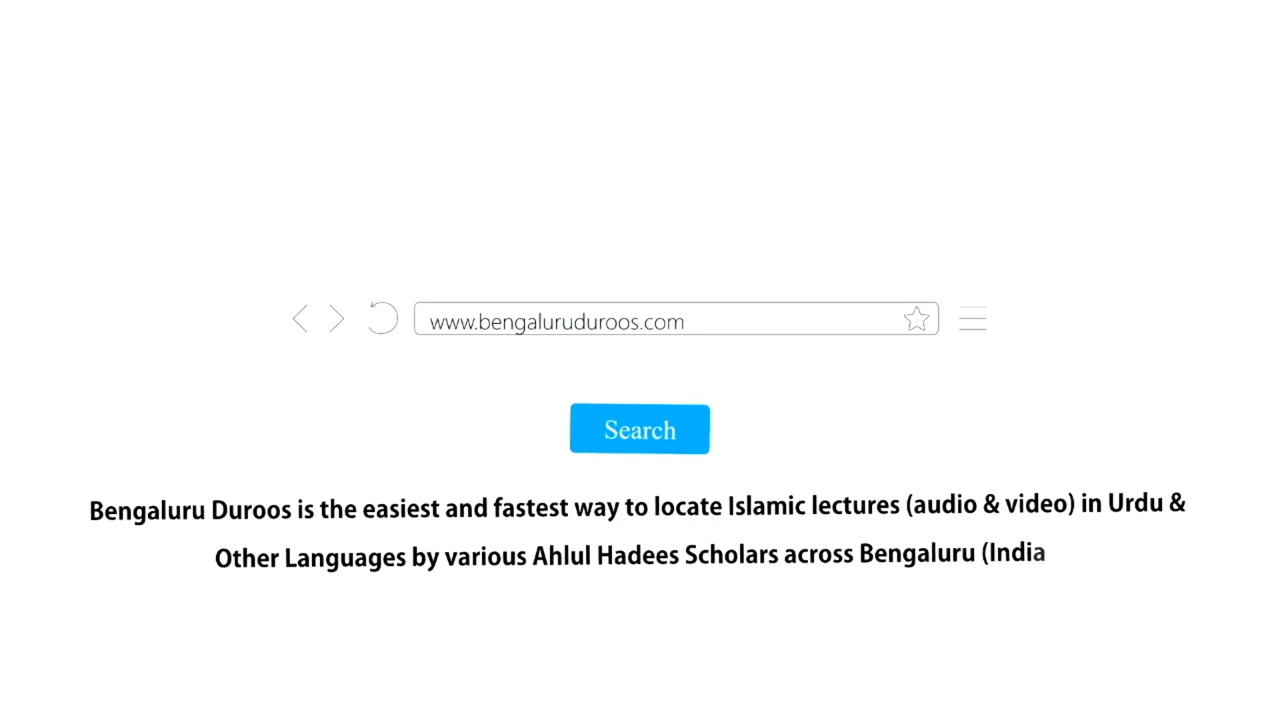 www.bengaluruduroos.com
Search
Bengaluru Duroos is the easiest and fastest way to locate Islamic lectures (audio & video) in Urdu &
Other Languages by various Ahlul Hadees Scholars across Bengaluru (India